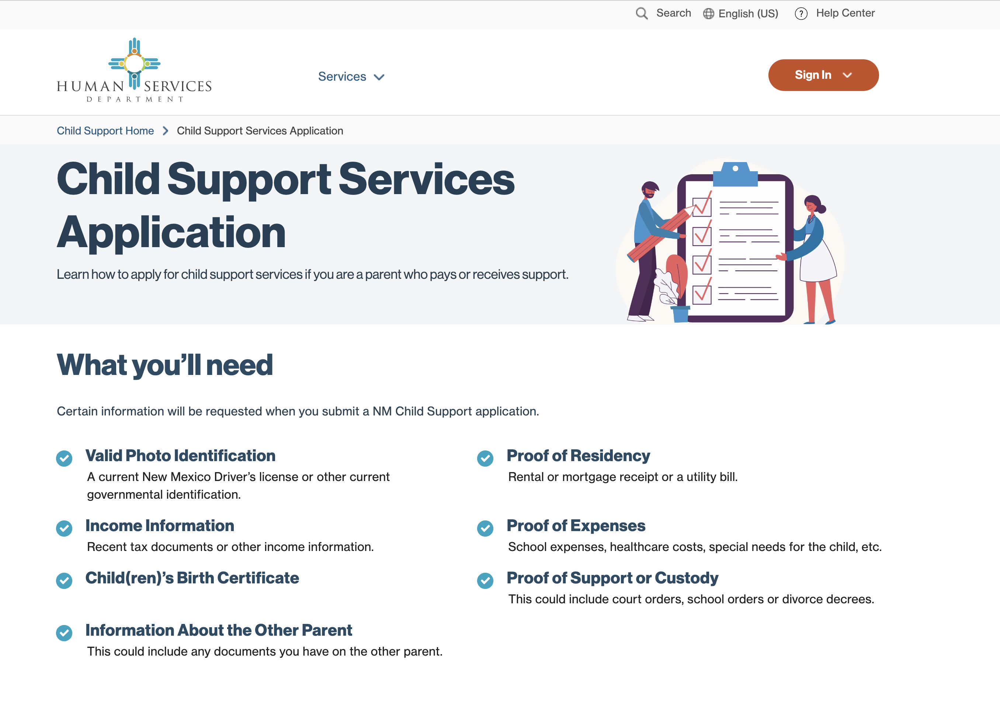 Search
English (US)
? Help Center
HUMAN SERVICES
DEPARTMENT
Services
Sign In
Child Support Home
Child Support Services Application
Child Support Services
Application
Learn how to apply for child support services if you are a parent who pays or receives support.
What you’ll need
Certain information will be requested when you submit a NM Child Support application.
Valid Photo Identification
A current New Mexico Driver’s license or other current
governmental identification.
Proof of Residency
Rental or mortgage receipt or a utility bill.
Income Information
Recent tax documents or other income information.
Proof of Expenses
School expenses, healthcare costs, special needs for the child, etc.
Child(ren)’s Birth Certificate
Proof of Support or Custody
This could include court orders, school orders or divorce decrees.
Information About the Other Parent
This could include any documents you have on the other parent.